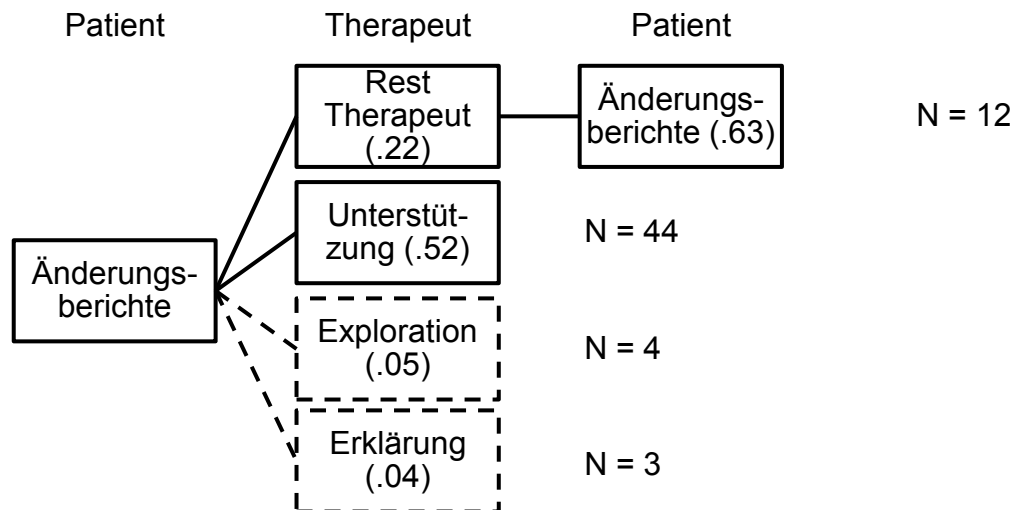 Patient
Therapeut
Patient
Rest
Therapeut
(.22)
Änderungs-
berichte (.63)
N = 12
Unterstüt-
zung (.52)
N = 44
Änderungs-
berichte
Exploration
(.05)
N = 4
Erklärung
(.04)
N = 3